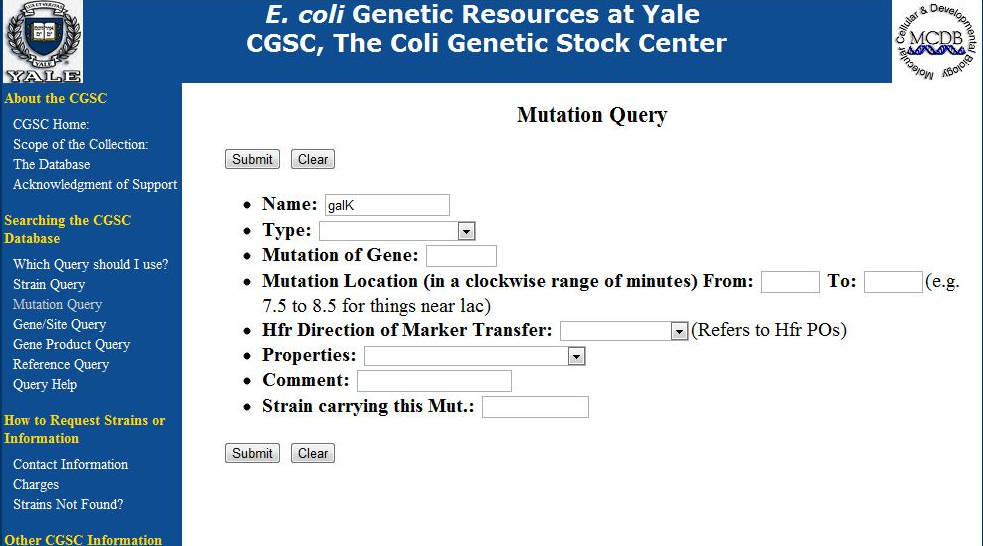 E. coli Genetic Resources at Yale
CGSC, The Coli Genetic Stock Center
YALE
Molecular, Cellular & Developmental Biology
MCDB
About the CGSC
CGSC Home:
Scope of the Collection:
The Database
Acknowledgment of Support
Searching the CGSC
Database
Which Query should I use?
Strain Query
Mutation Query
Gene/Site Query
Gene Product Query
Reference Query
Query Help
How to Request Strains or
Information
Contact Information
Charges
Strains Not Found?
Other CGSC Information
Mutation Query
Submit Clear
• Name: galK
• Type:
• Mutation of Gene:
• Mutation Location (in a clockwise range of minutes) From: To: (e.g.
7.5 to 8.5 for things near lac)
• Hfr Direction of Marker Transfer: (Refers to Hfr POs)
• Properties:
• Comment:
• Strain carrying this Mut.:
Submit Clear